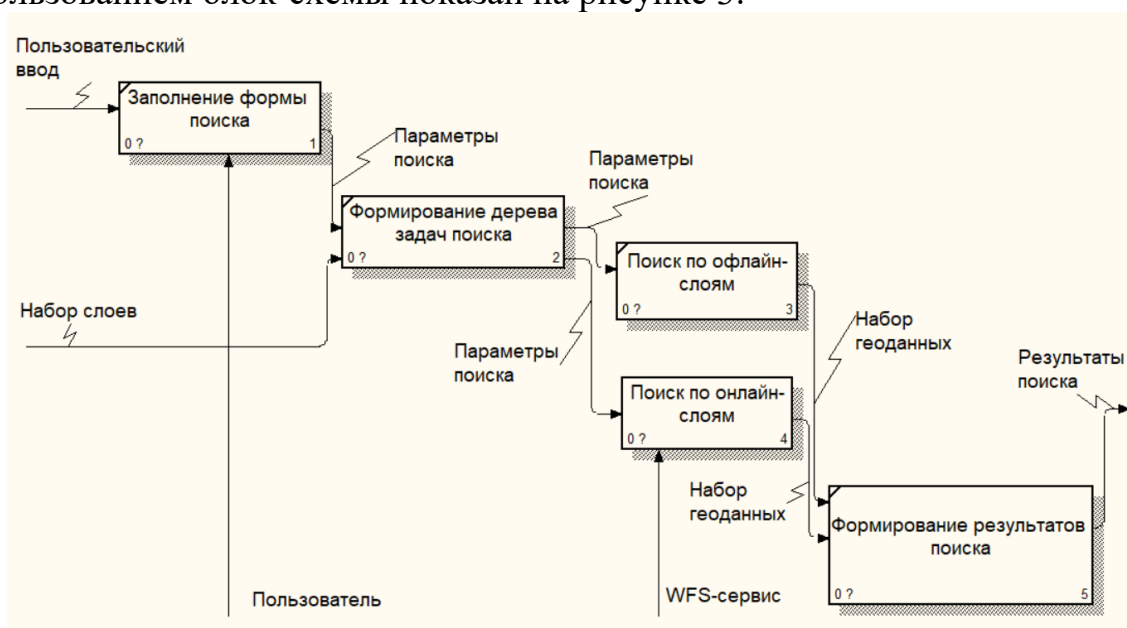 Пользовательский
ввод
Заполнение формы
поиска
0 ?
1
Параметры
поиска
Параметры
поиска
Формирование дерева
задач поиска
0 ?
2
Поиск по офлайн-
слоям
0 ?
3
Набор слоев
Набор
геоданных
Параметры
поиска
Результаты
поиска
Поиск по онлайн-
слоям
0 ?
4
Набор
геоданных
Формирование результатов
поиска
0 ?
5
Пользователь
WFS-сервис